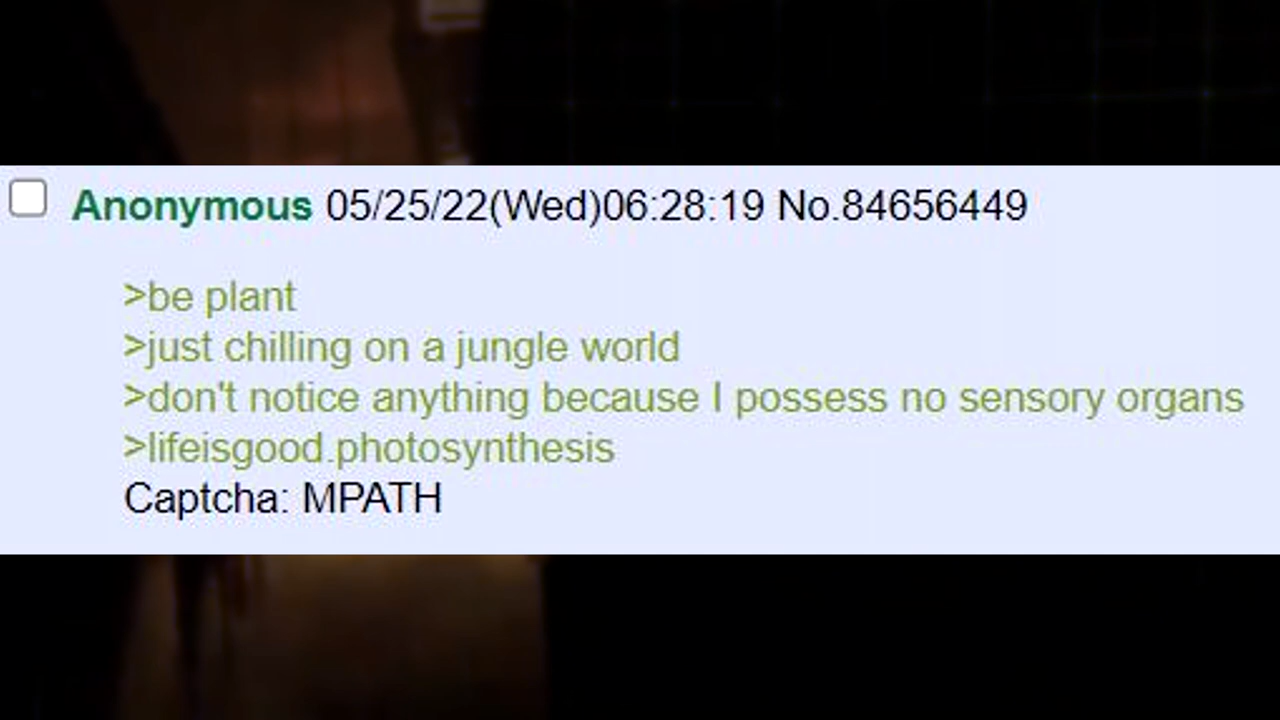 Anonymous 05/25/22(Wed)06:28:19 No.84656449
>be plant
>just chilling on a jungle world
>don't notice anything because I possess no sensory organs
>lifeisgood.photosynthesis
Captcha: MPATH